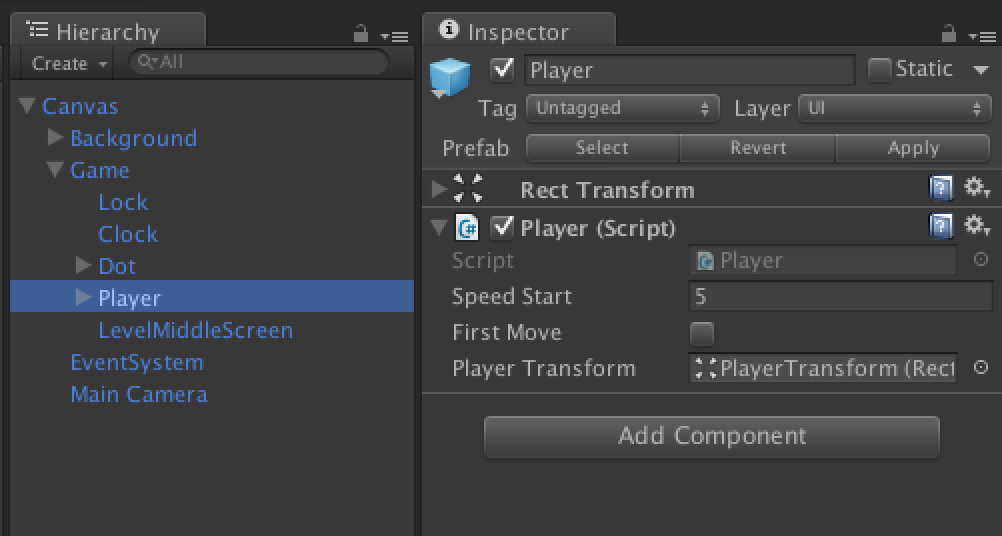 Hierarchy
Create
All
Canvas
Background
Game
Lock
Clock
Dot
Player
LevelMiddleScreen
EventSystem
Main Camera
Inspector
Player
Static
Tag Untagged Layer UI
Prefab Select Revert Apply
Rect Transform
Player (Script)
Script Player
Speed Start 5
First Move
Player Transform PlayerTransform (Rect
Add Component